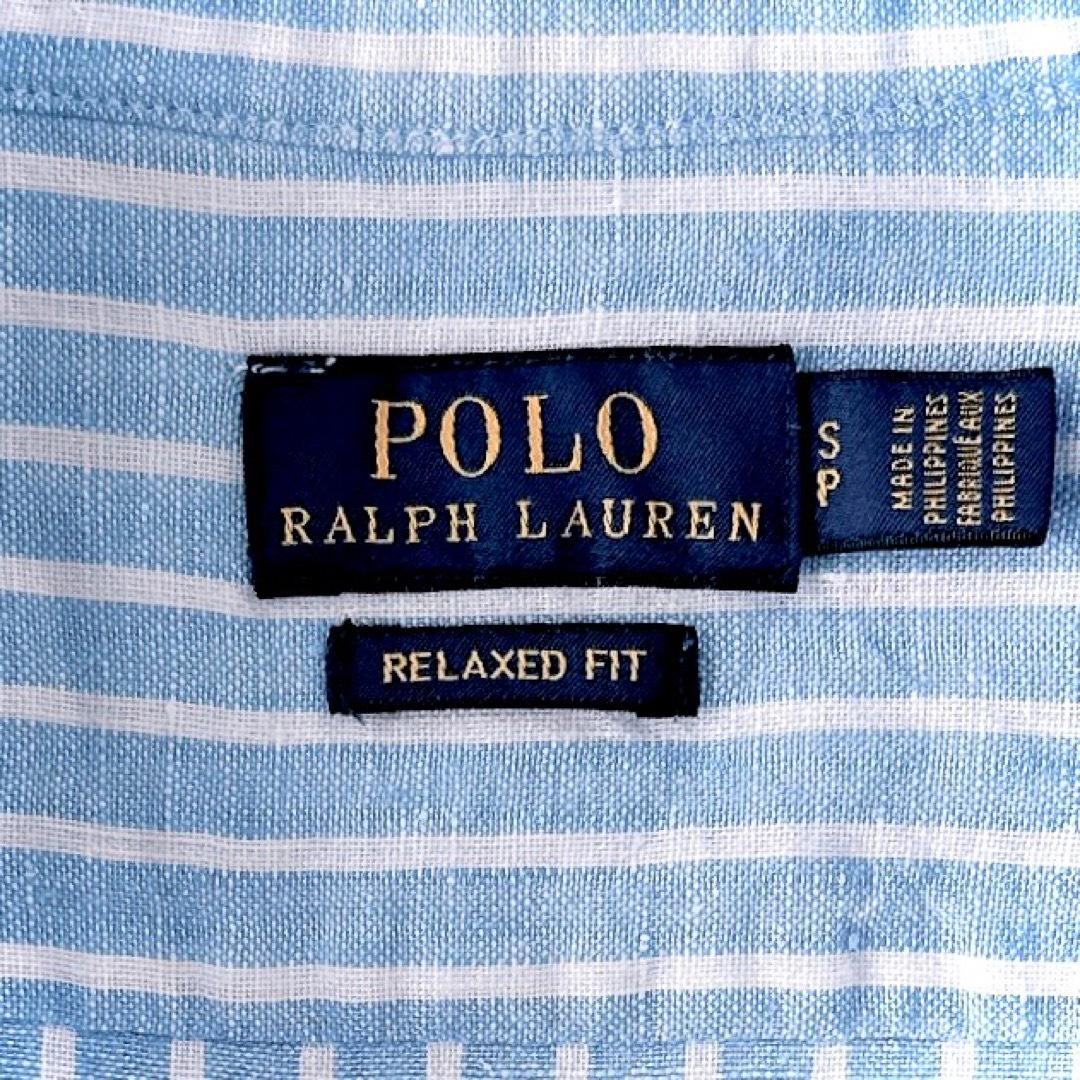 POLO
RALPH LAUREN
S
P
MADE IN
PHILIPPINES
FABRIQUÉ AUX
PHILIPPINES
RELAXED FIT